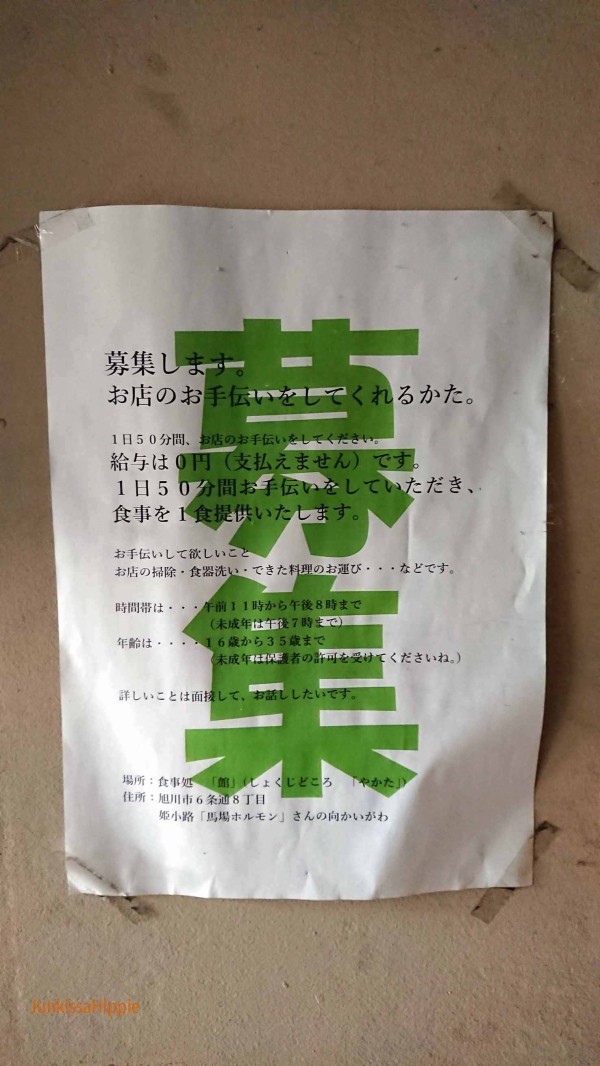 募集
募集します。
お店のお手伝いをしてくれるかた。
１日５０分間、お店のお手伝いをしてください。
給与は０円（支払えません）です。
１日５０分間お手伝いをしていただき、
食事を１食提供いたします。
お手伝いして欲しいこと
お店の掃除・食器洗い・できた料理のお運び・・・などです。
時間帯は・・・午前１１時から午後８時まで
（未成年は午後７時まで）
年齢は・・・・１６歳から３５歳まで
（未成年は保護者の許可を受けてくださいね。）
詳しいことは面接して、お話ししたいです。
場所：食事処　「館」（しょくじどころ　「やかた」）
住所：旭川市６条通８丁目
姫小路「馬場ホルモン」さんの向かいがわ
JunkissaHippie